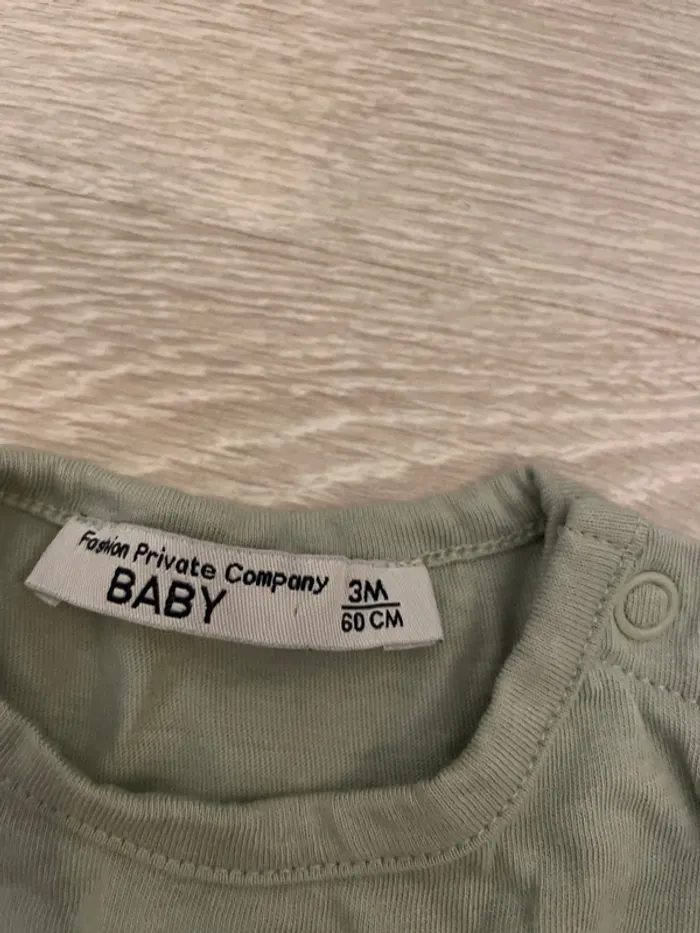 Fashion Private Company
BABY
3M
60 CM